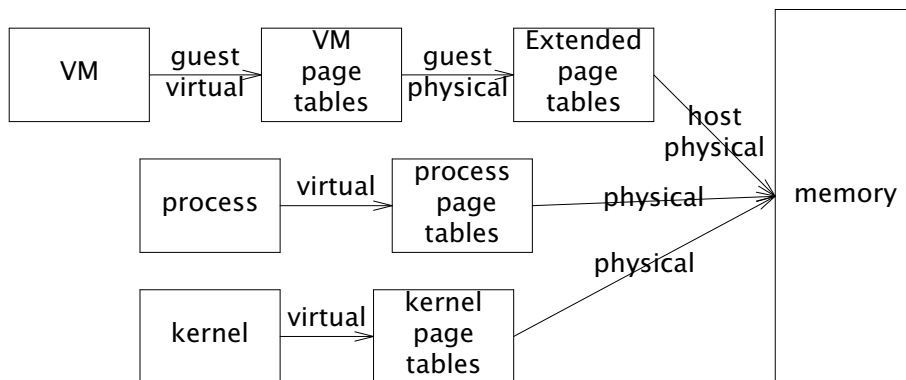 VM
guest
virtual
VM
page
tables
guest
physical
Extended
page
tables
host
physical
memory
process
virtual
process
page
tables
physical
kernel
virtual
kernel
page
tables
physical